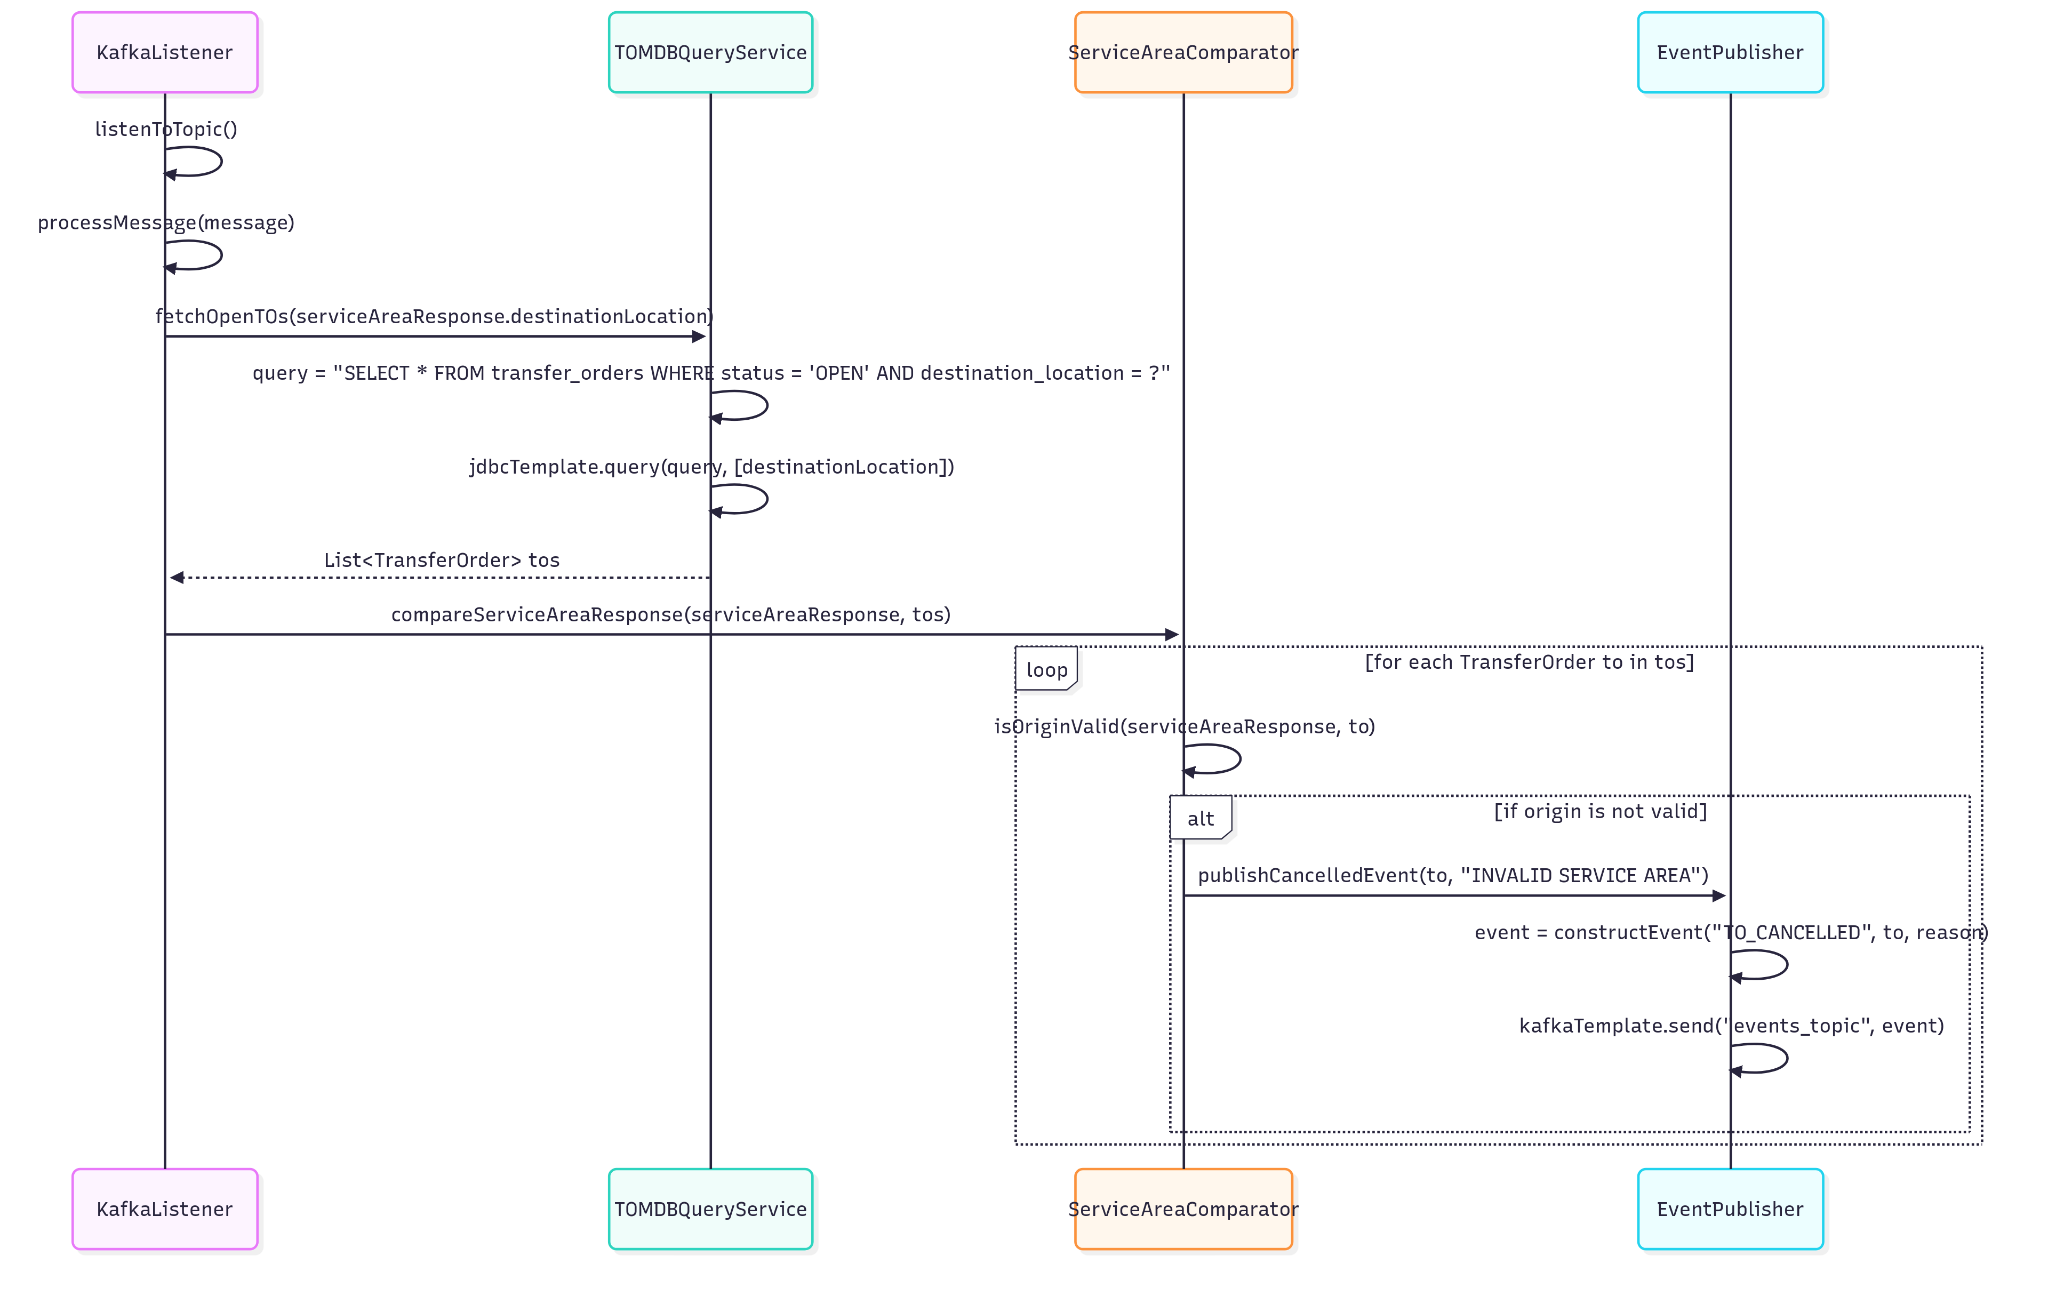 KafkaListener
TOMDBQueryService
ServiceAreaComparator
EventPublisher
listenToTopic()
processMessage(message)
fetchOpenTOs(serviceAreaResponse.destinationLocation)
query = "SELECT * FROM transfer_orders WHERE status = 'OPEN' AND destination_location = ?"
jdbcTemplate.query(query, [destinationLocation])
List<TransferOrder> tos
compareServiceAreaResponse(serviceAreaResponse, tos)
loop
[for each TransferOrder to in tos]
isOriginValid(serviceAreaResponse, to)
alt
[if origin is not valid]
publishCancelledEvent(to, "INVALID SERVICE AREA")
event = constructEvent("TO_CANCELLED", to, reason)
kafkaTemplate.send("events_topic", event)
KafkaListener
TOMDBQueryService
ServiceAreaComparator
EventPublisher